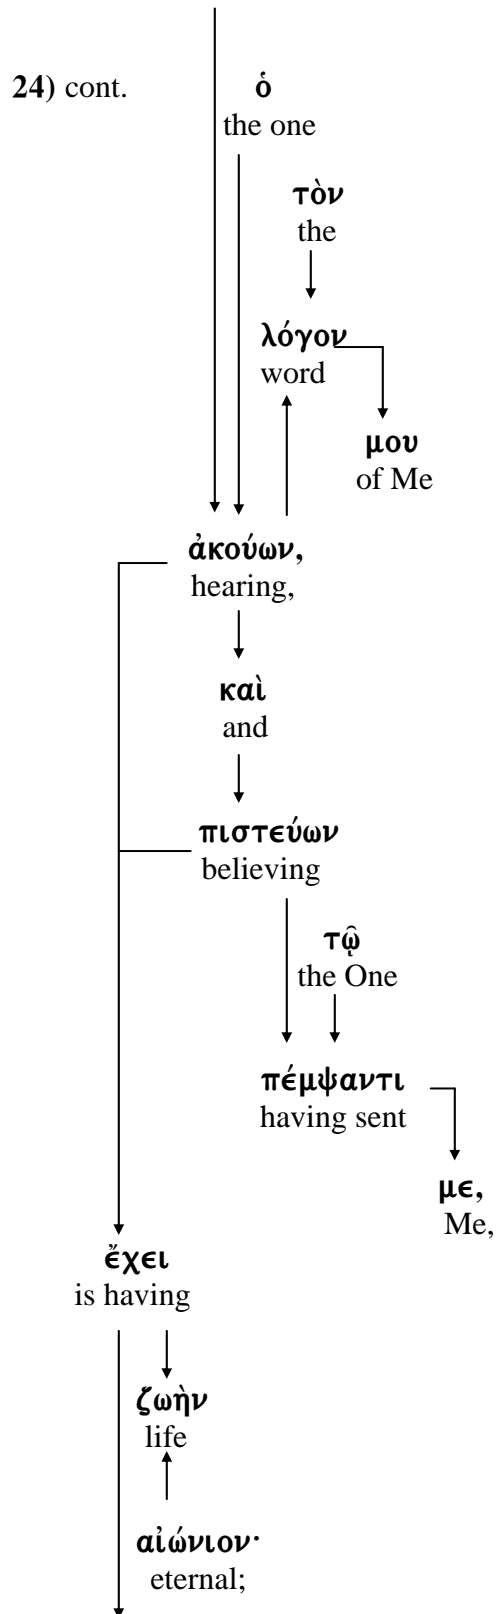 24) cont.
ὁ
the one
τὸν
the
λόγον
word
μου
of Me
ἀκούων,
hearing,
καὶ
and
πιστεύων
believing
τῷ
the One
πέμψαντι
having sent
με,
Me,
ἔχει
is having
ζωὴν
life
αἰώνιον·
eternal;